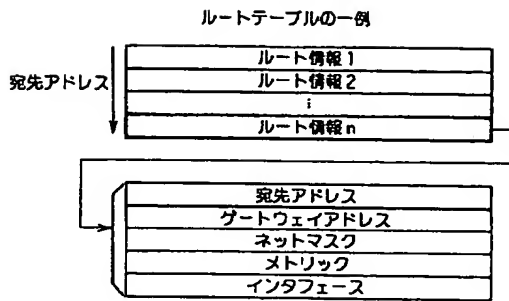 ルートテーブルの一例
ルート情報1
宛先アドレス
ルート情報2
⋮
ルート情報n
宛先アドレス
ゲートウェイアドレス
ネットマスク
メトリック
インタフェース